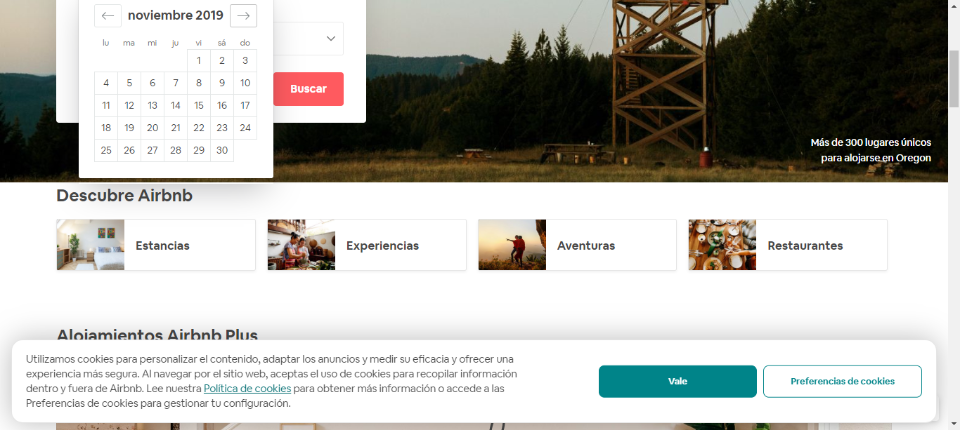 noviembre 2019
lu ma mi ju vi sá do
1 2 3
4 5 6 7 8 9 10
11 12 13 14 15 16 17
18 19 20 21 22 23 24
25 26 27 28 29 30
Buscar
Más de 300 lugares únicos
para alojarse en Oregon
Descubre Airbnb
Estancias
Experiencias
Aventuras
Restaurantes
Alojamientos Airbnb Plus
Utilizamos cookies para personalizar el contenido, adaptar los anuncios y medir su eficacia y ofrecer una
experiencia más segura. Al navegar por el sitio web, aceptas el uso de cookies para recopilar información
dentro y fuera de Airbnb. Lee nuestra Política de cookies para obtener más información o accede a las
Preferencias de cookies para gestionar tu configuración.
Vale
Preferencias de cookies